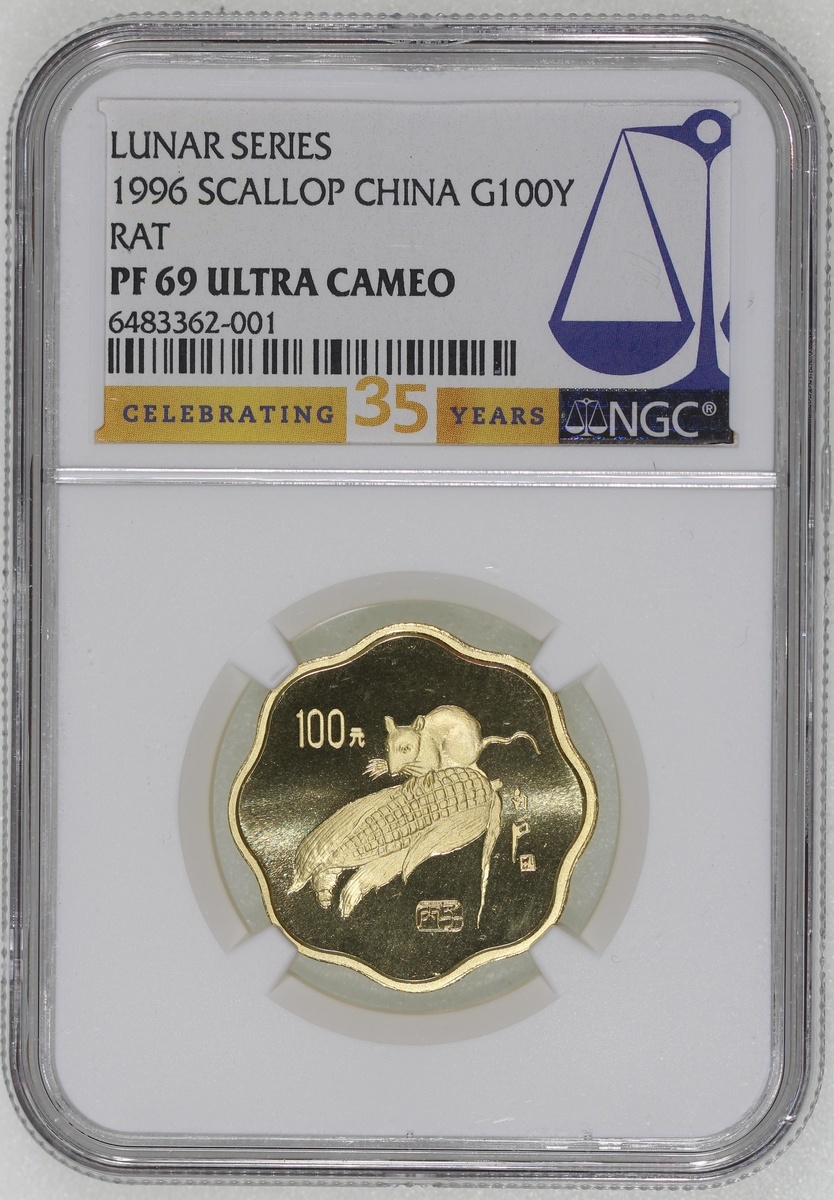 LUNAR SERIES
1996 SCALLOP CHINA G100Y
RAT
PF 69 ULTRA CAMEO
6483362-001
CELEBRATING 35 YEARS NGC®
100元